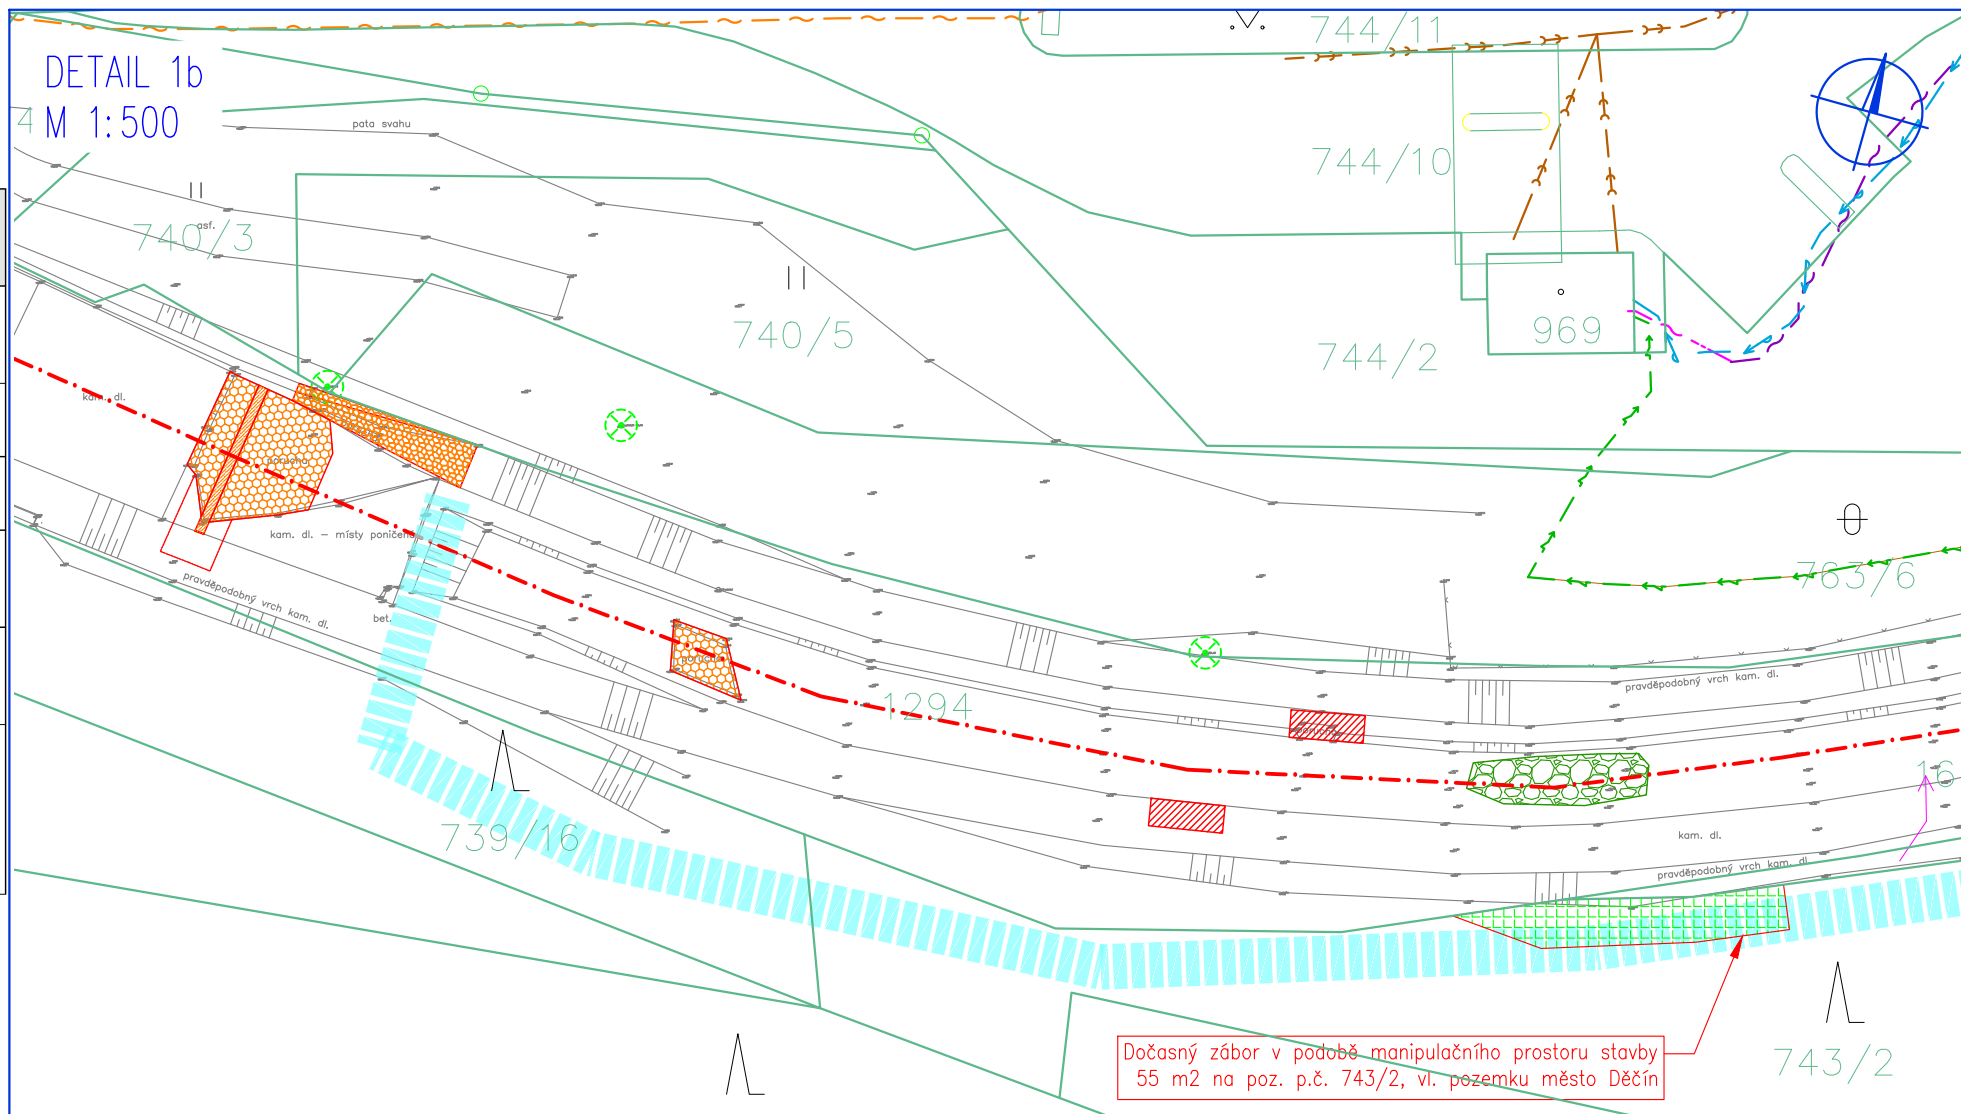 DETAIL 1b
M 1:500
4
744/11
pata svahu
744/10
740/3
asf.
740/5
744/2
969
kam. dl.
porucha
kam. dl. – místy poničená
pravděpodobný vrch kam. dl.
bet.
763/6
1294
pravděpodobný vrch kam. dl.
16
739/16
kam. dl.
pravděpodobný vrch kam. dl.
Dočasný zábor v podobě manipulačního prostoru stavby
55 m2 na poz. p.č. 743/2, vl. pozemku město Děčín
743/2